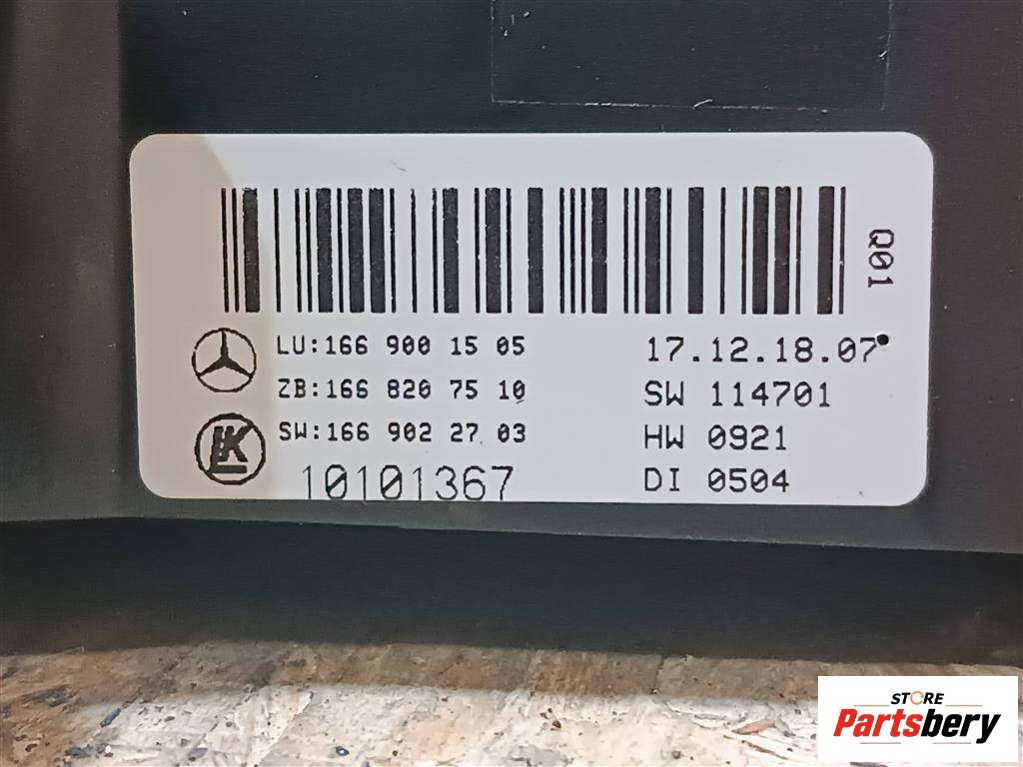 Q01
LU:166 900 15 05
17.12.18.07
ZB:166 820 75 10
SW 114701
SW:166 902 27 03
HW 0921
LK
10101367
DI 0504
STORE
Partsbery